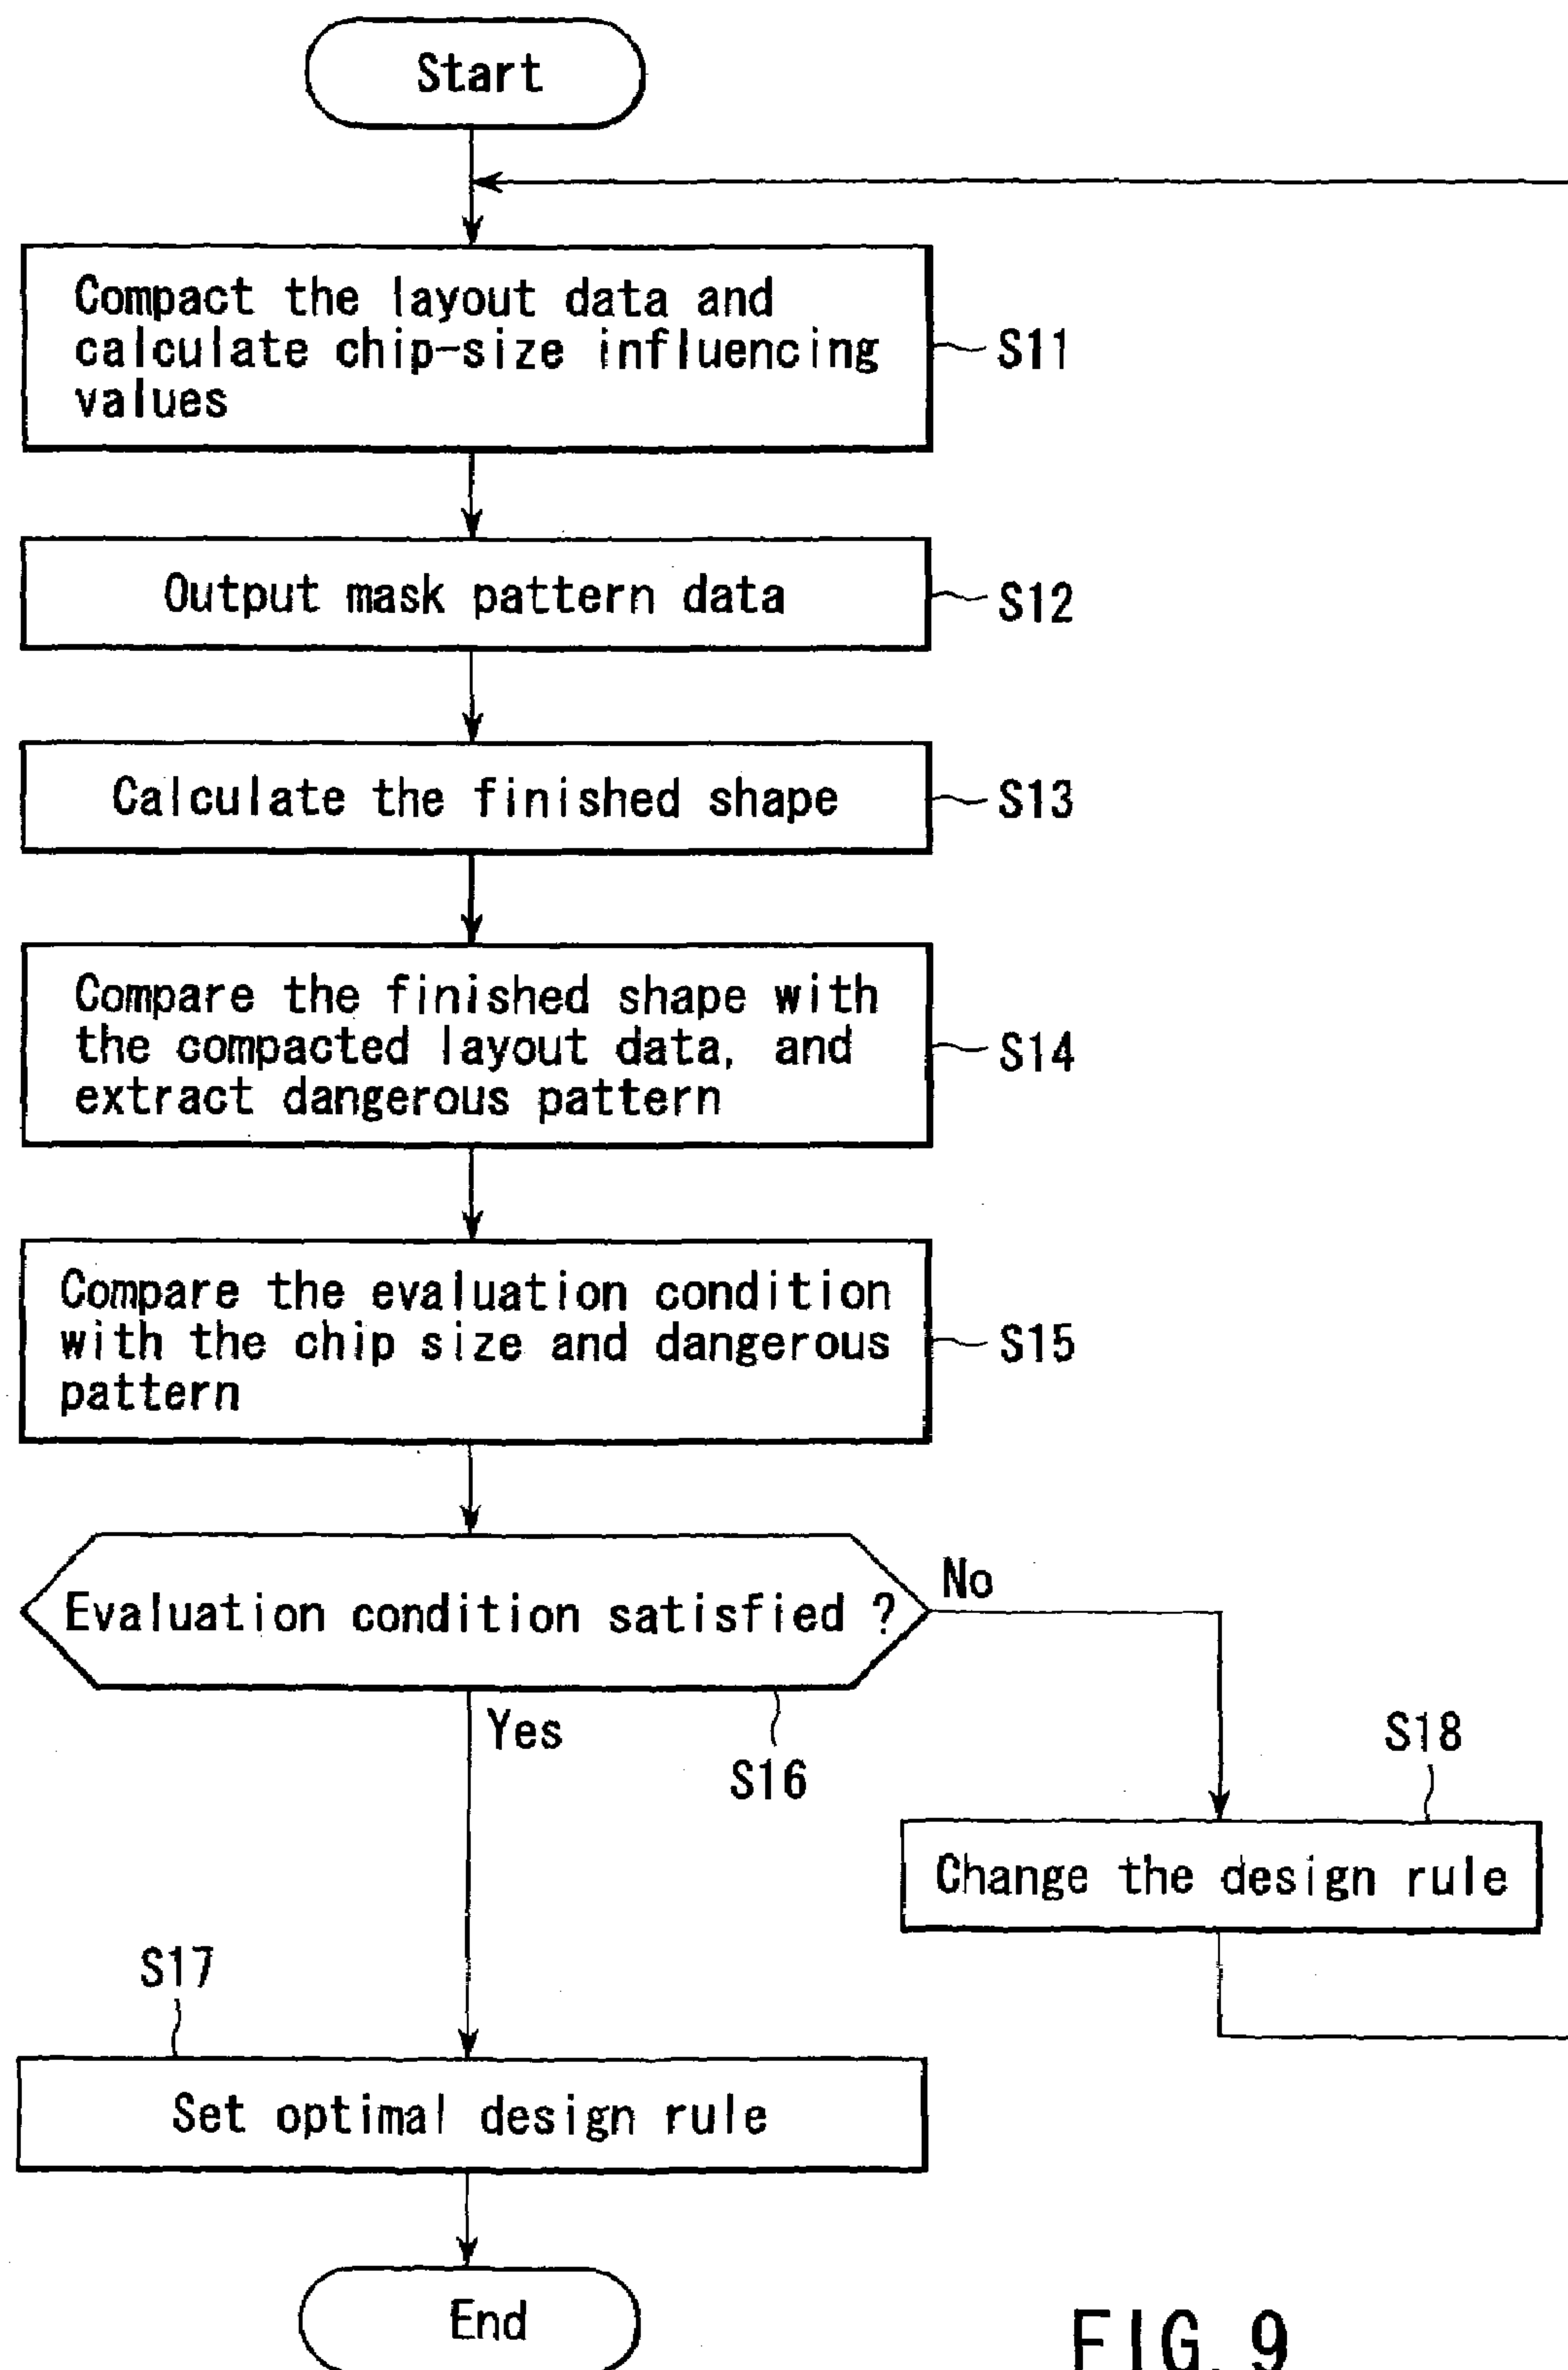 Start
Compact the layout data and
calculate chip-size influencing
values
S11
Output mask pattern data
S12
Calculate the finished shape
S13
Compare the finished shape with
the compacted layout data, and
extract dangerous pattern
S14
Compare the evaluation condition
with the chip size and dangerous
pattern
S15
Evaluation condition satisfied ?
No
Yes
S16
S18
Change the design rule
S17
Set optimal design rule
End
FIG. 9